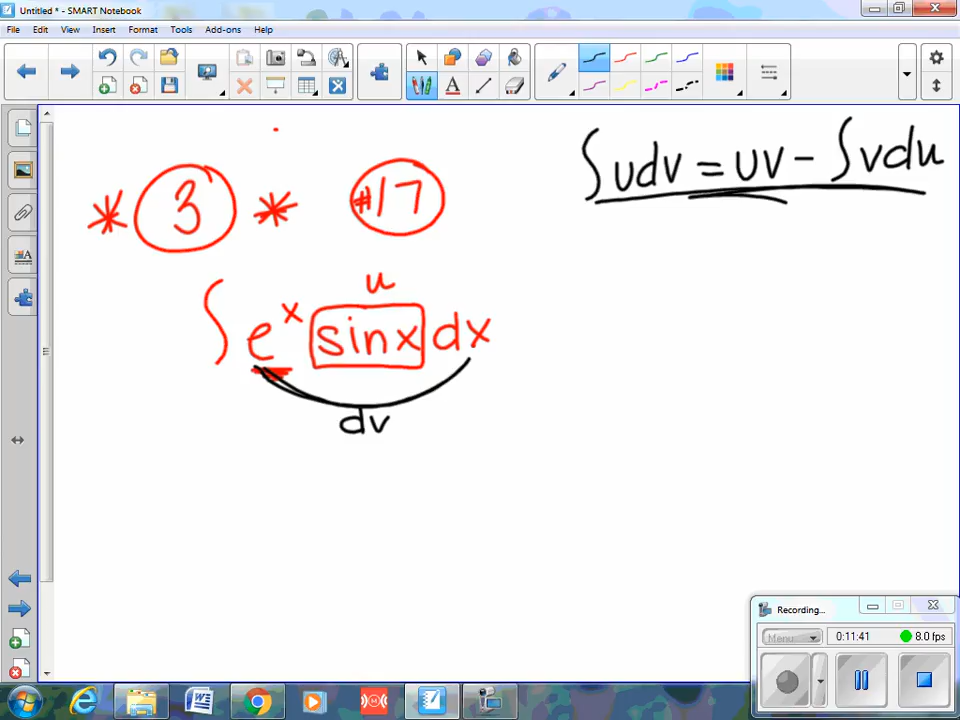 Untitled * - SMART Notebook
File Edit View Insert Format Tools Add-ons Help
∫udv = uv - ∫vdu
* 3 * #17
u
∫ e^x sinx dx
dv
Recording...
Menu 0:11:41 8.0 fps